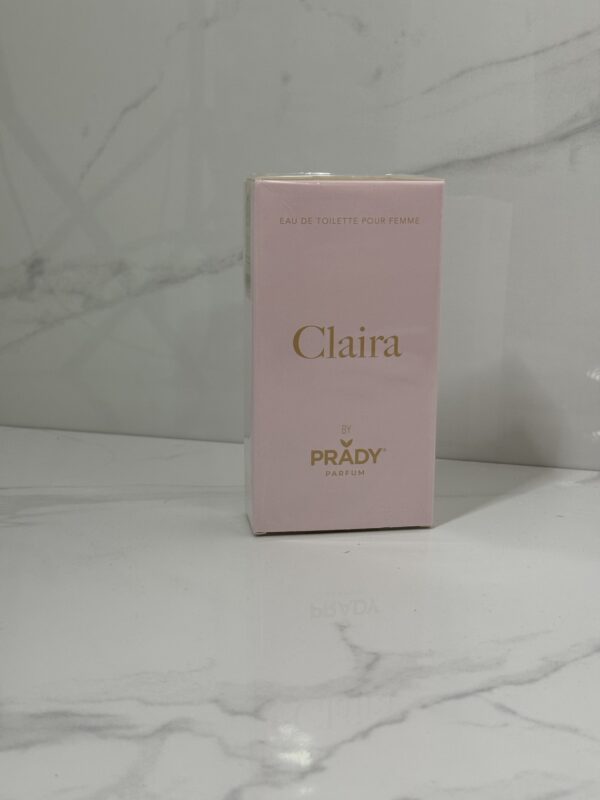 EAU DE TOILETTE POUR FEMME
Claira
BY
PRADY®
PARFUM